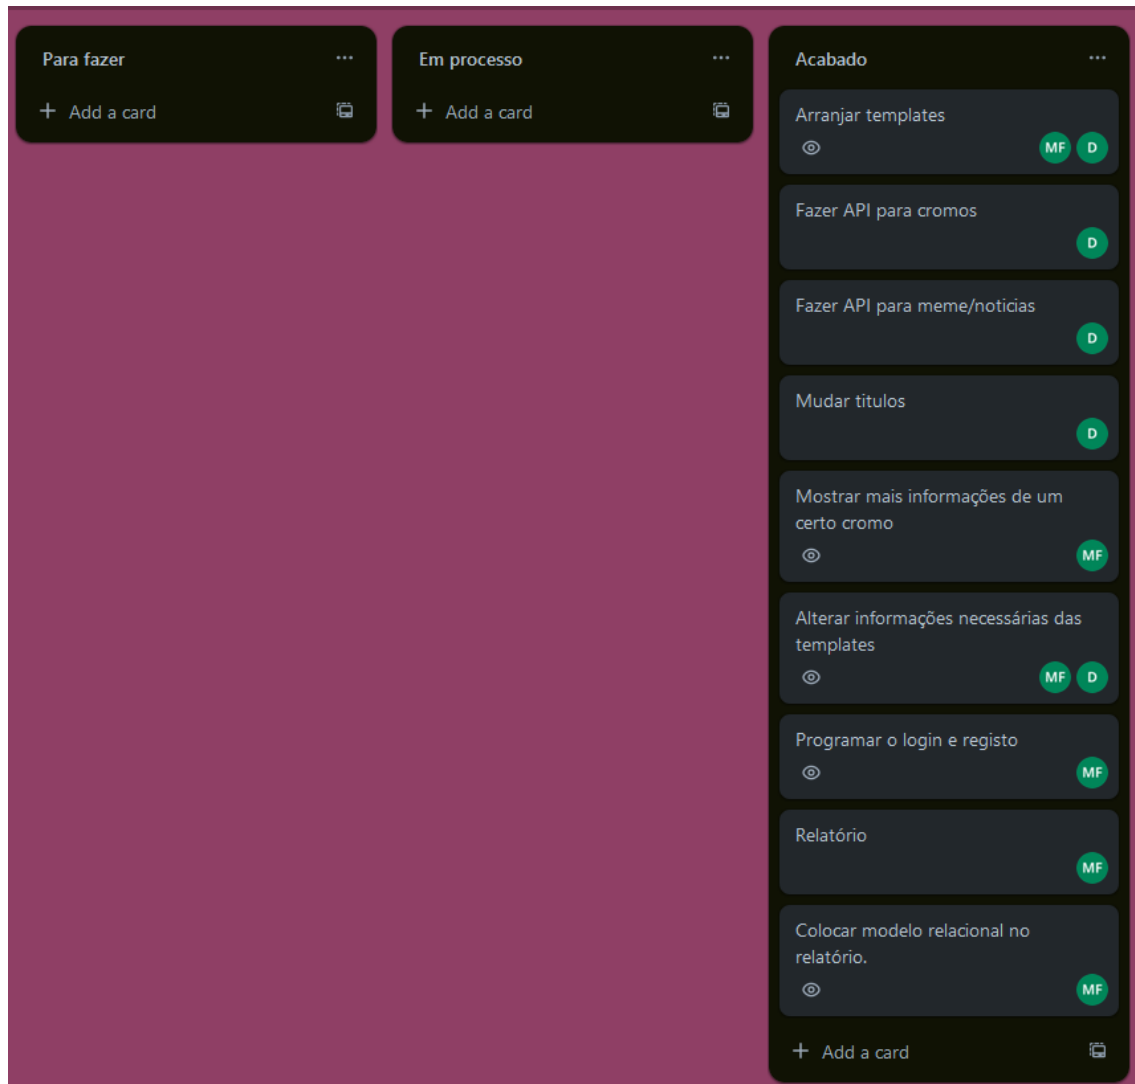 Para fazer
+ Add a card
Em processo
+ Add a card
Acabado
Arranjar templates
MF D
Fazer API para cromos
D
Fazer API para meme/noticias
D
Mudar titulos
D
Mostrar mais informações de um
certo cromo
MF
Alterar informações necessárias das
templates
MF D
Programar o login e registo
MF
Relatório
MF
Colocar modelo relacional no
relatório.
MF
+ Add a card